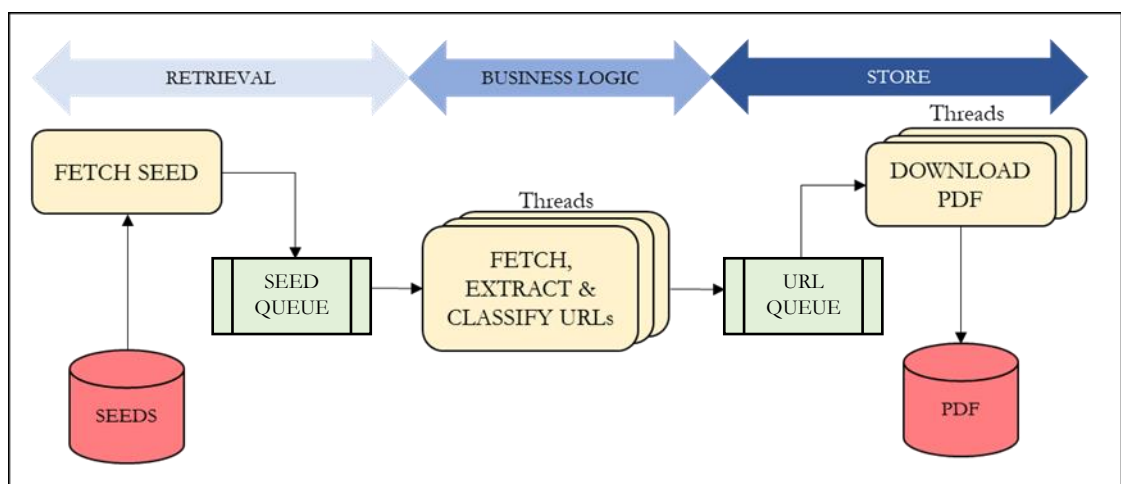 RETRIEVAL
BUSINESS LOGIC
STORE
FETCH SEED
SEED
QUEUE
SEEDS
Threads
FETCH,
EXTRACT &
CLASSIFY URLs
URL
QUEUE
Threads
DOWNLOAD
PDF
PDF